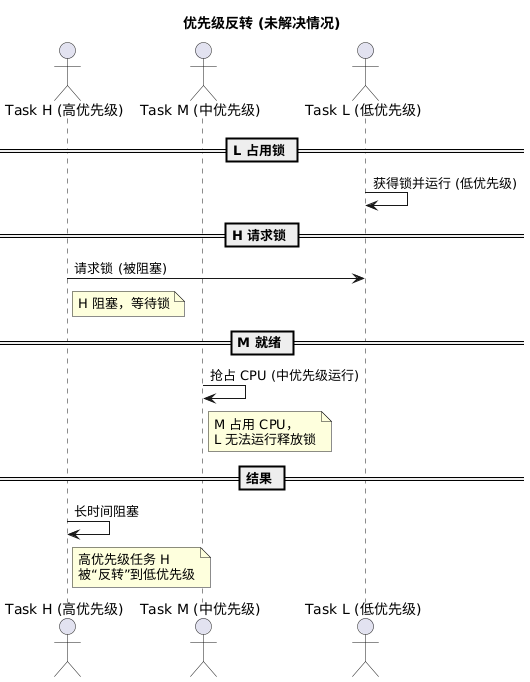 优先级反转 (未解决情况)
Task H (高优先级)
Task M (中优先级)
Task L (低优先级)
L 占用锁
获得锁并运行 (低优先级)
H 请求锁
请求锁 (被阻塞)
H 阻塞，等待锁
M 就绪
抢占 CPU (中优先级运行)
M 占用 CPU，
L 无法运行释放锁
结果
长时间阻塞
高优先级任务 H
被“反转”到低优先级
Task H (高优先级)
Task M (中优先级)
Task L (低优先级)